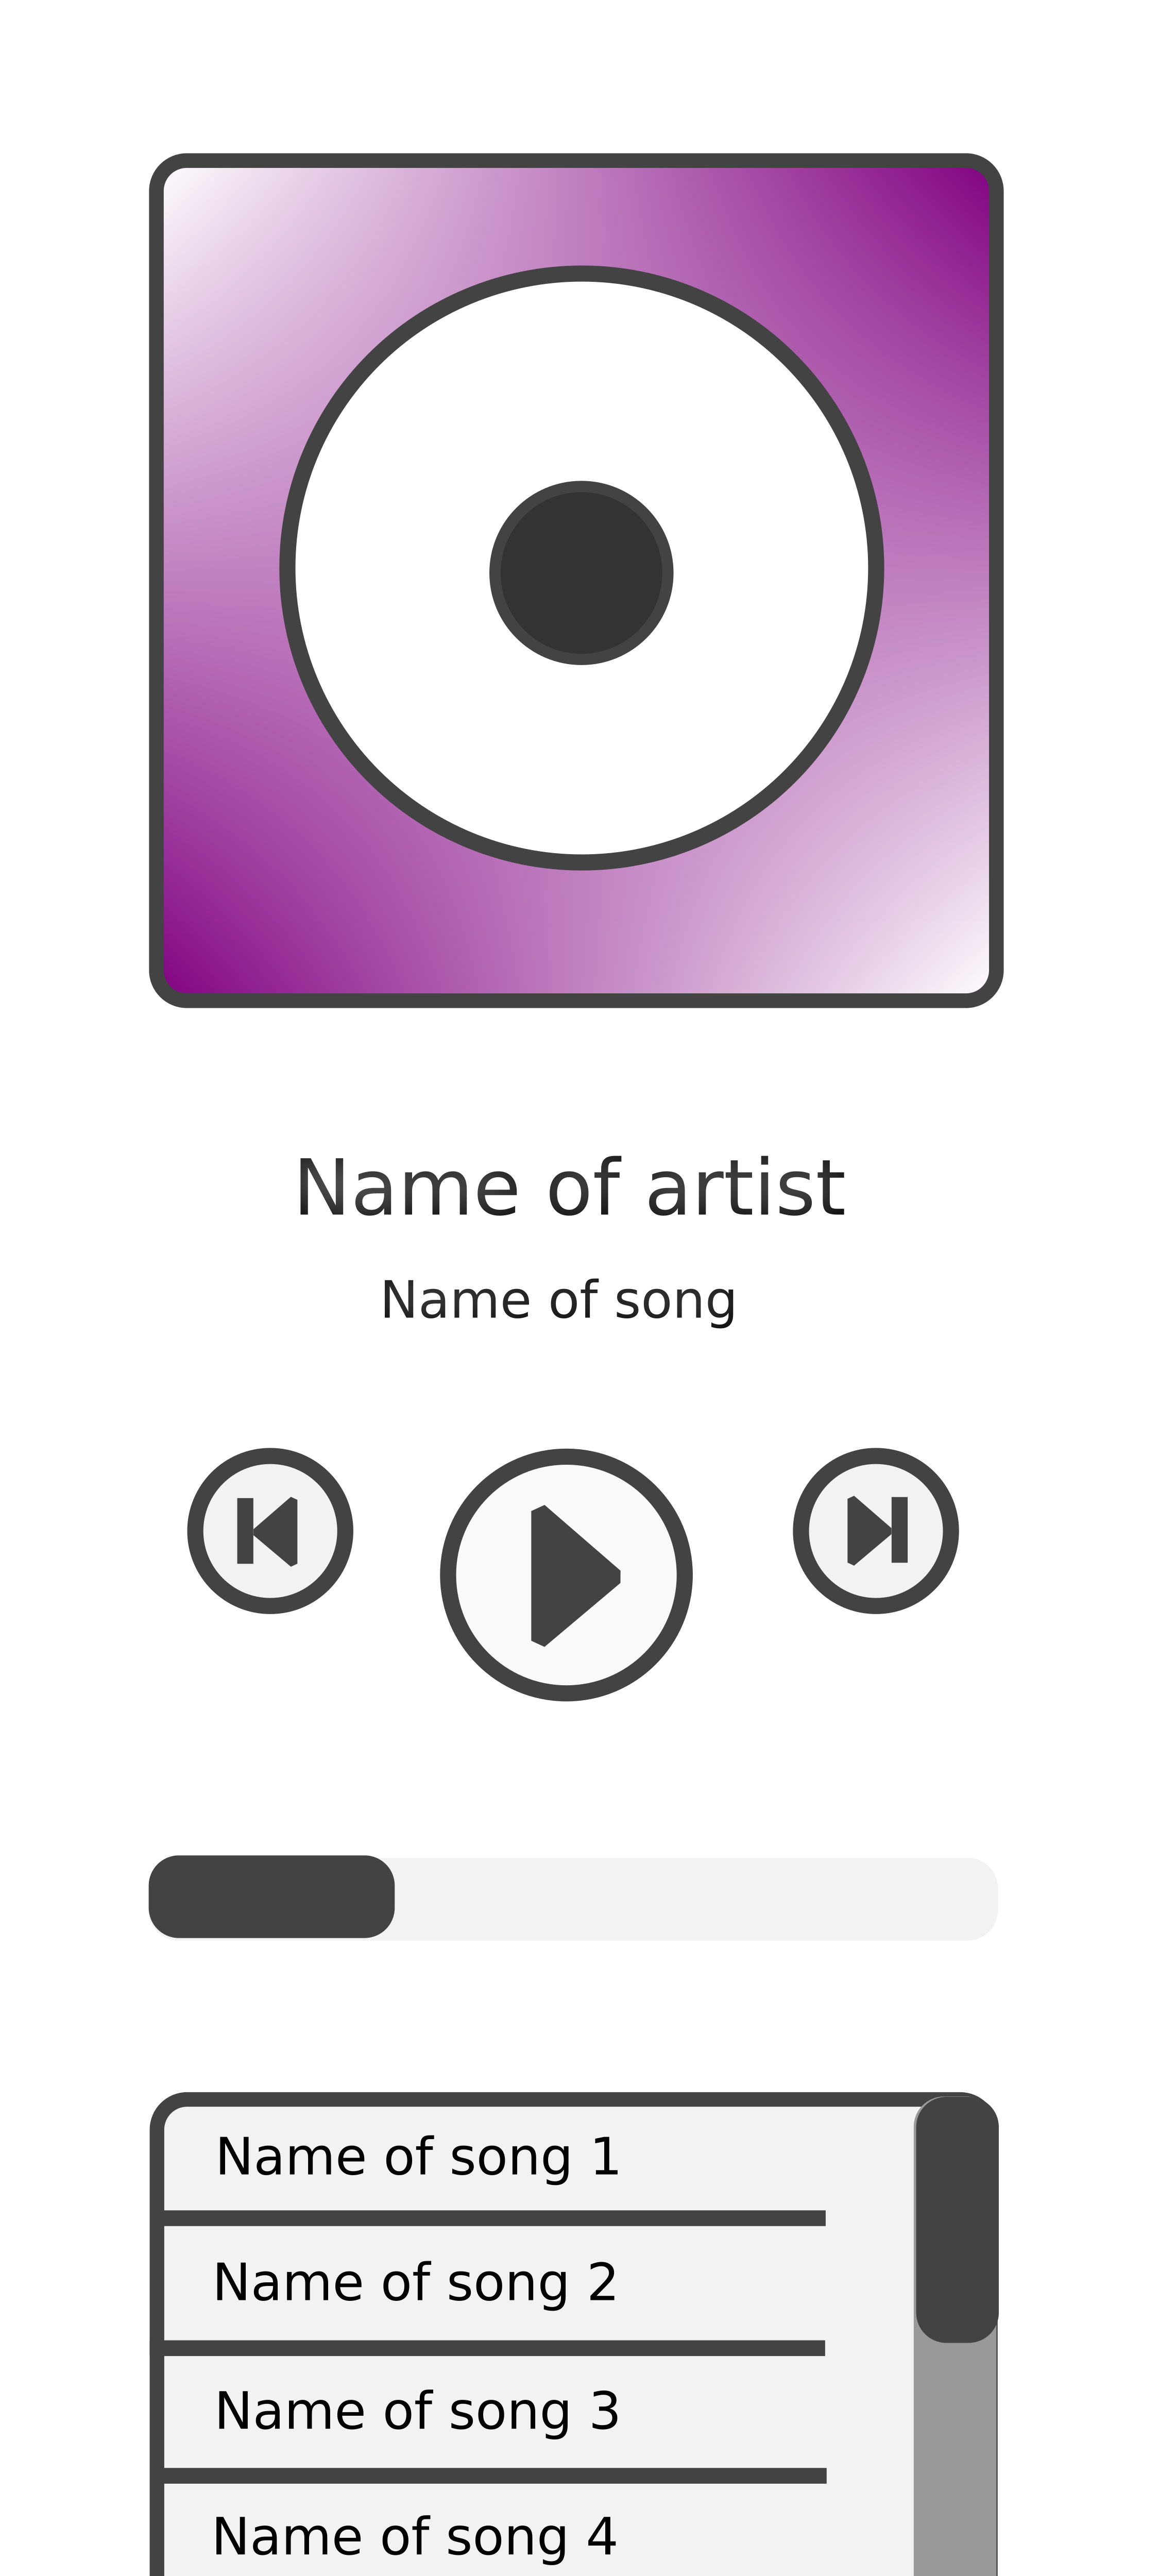 Name of artist
Name of song
Name of song 1
Name of song 2
Name of song 3
Name of song 4